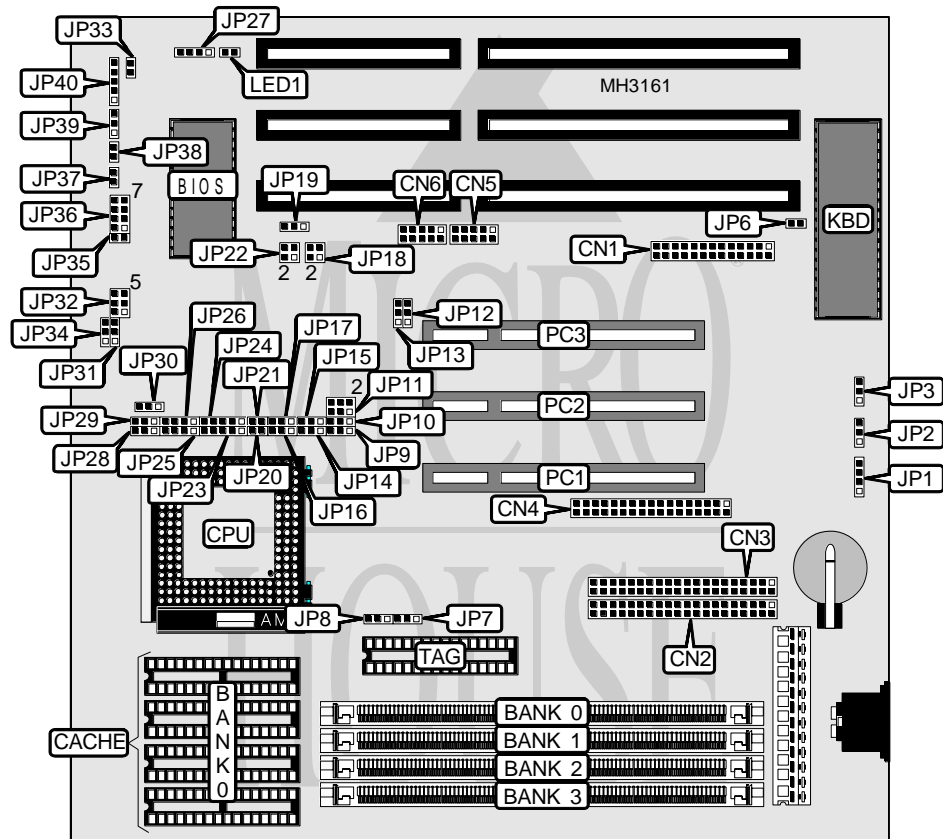 JP33
JP27
JP40
LED1
MH3161
JP39
JP38
JP37
BIOS
7
JP19
CN6
CN5
JP36
JP6
KBD
JP35
JP22
2
2
JP18
CN1
JP32
5
JP34
JP26
JP17
JP12
JP24
JP15
PC3
JP31
JP30
JP21
JP13
2
JP11
JP3
JP29
JP10
PC2
JP2
JP28
JP25
JP20
JP14
JP9
JP23
JP16
PC1
JP1
CN4
CPU
CN3
AM
JP8
JP7
TAG
CN2
CACHE
BANK0
BANK 0
BANK 1
BANK 2
BANK 3
MICRO
HOUSE